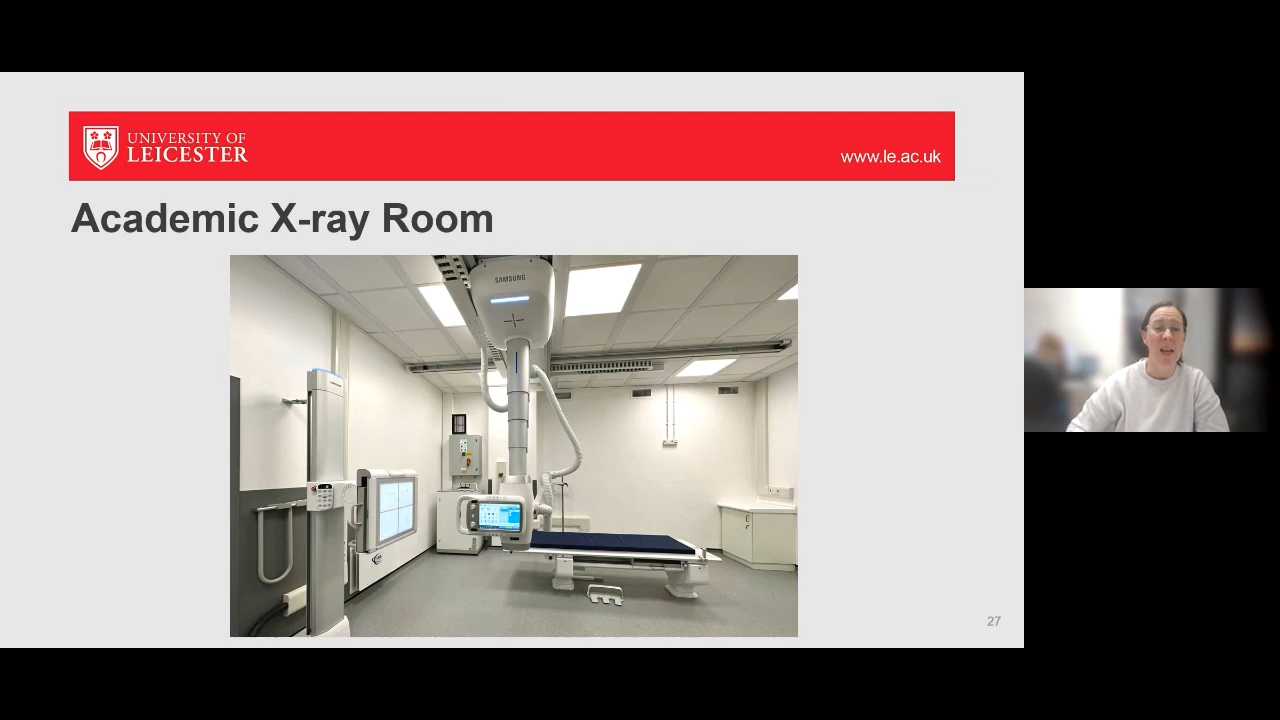 UNIVERSITY OF
LEICESTER
www.le.ac.uk
Academic X-ray Room
SAMSUNG
27